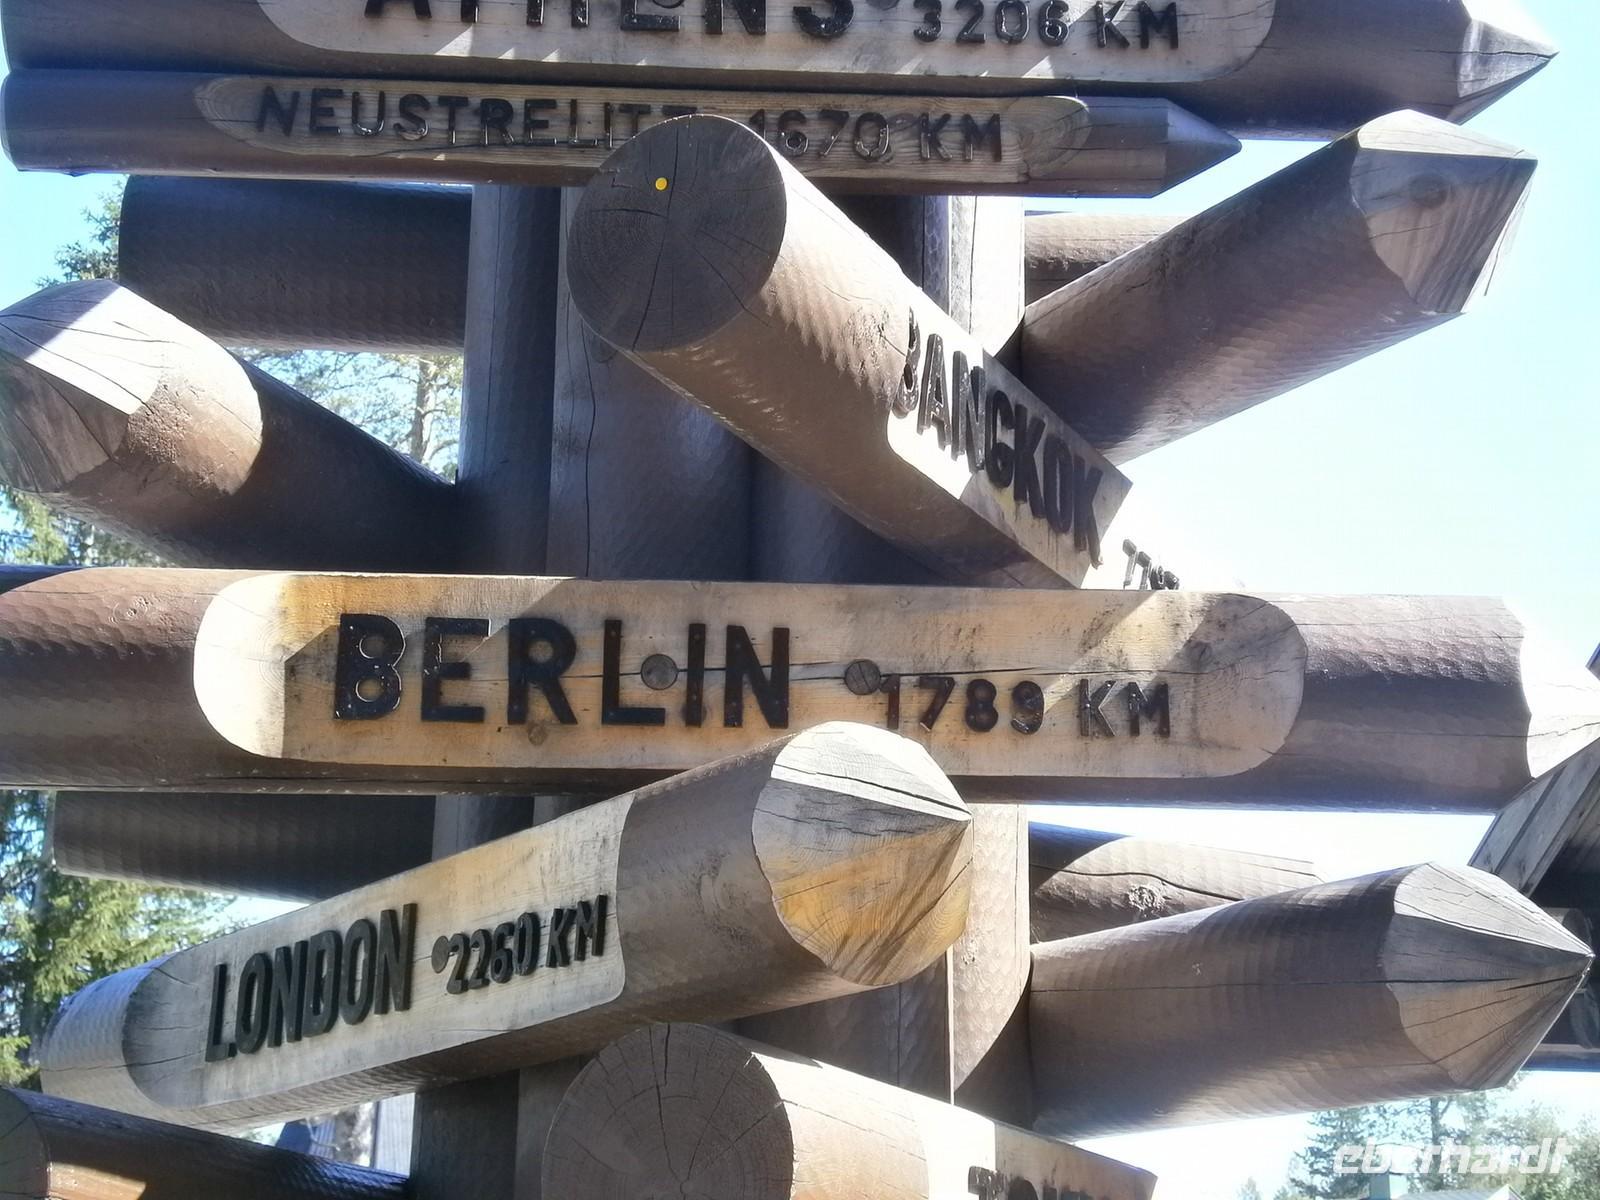 ATHENS 3206 KM
NEUSTRELITZ 1670 KM
BANGKOK
BERLIN 1789 KM
LONDON 2260 KM
eberhardt